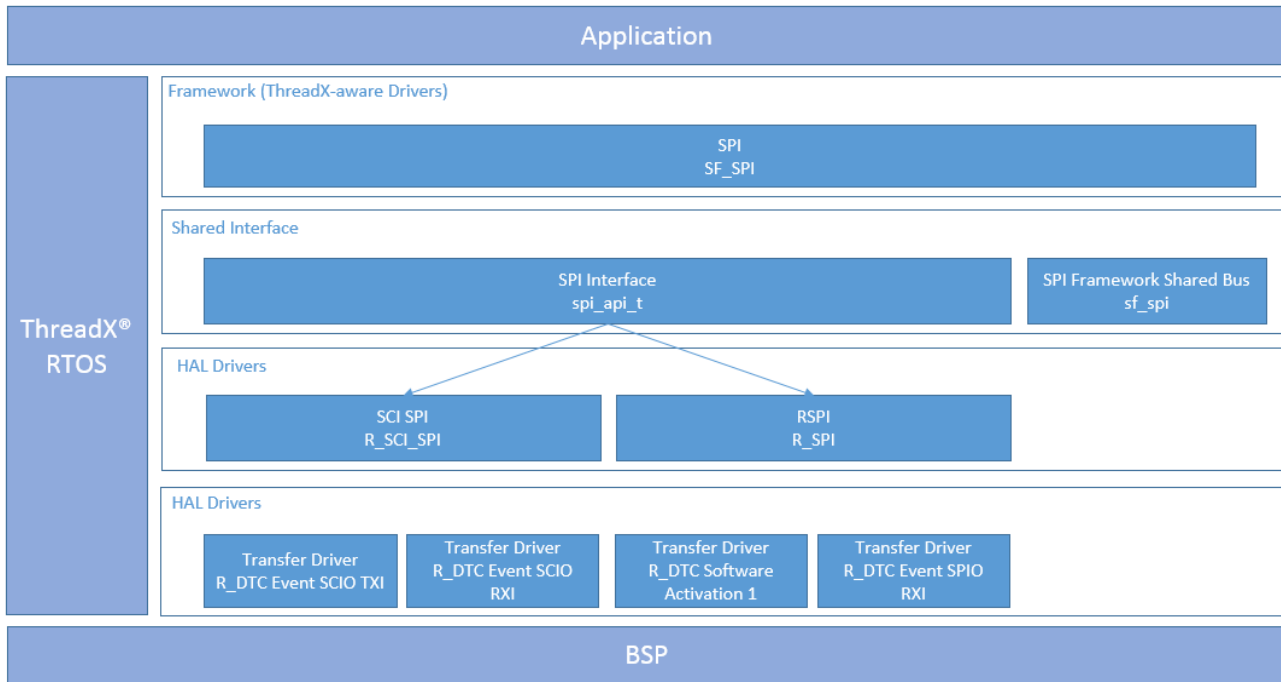 Application
ThreadX®
RTOS
Framework (ThreadX-aware Drivers)
SPI
SF_SPI
Shared Interface
SPI Interface
spi_api_t
SPI Framework Shared Bus
sf_spi
HAL Drivers
SCI SPI
R_SCI_SPI
RSPI
R_SPI
HAL Drivers
Transfer Driver
R_DTC Event SCIO TXI
Transfer Driver
R_DTC Event SCIO
RXI
Transfer Driver
R_DTC Software
Activation 1
Transfer Driver
R_DTC Event SPIO
RXI
BSP